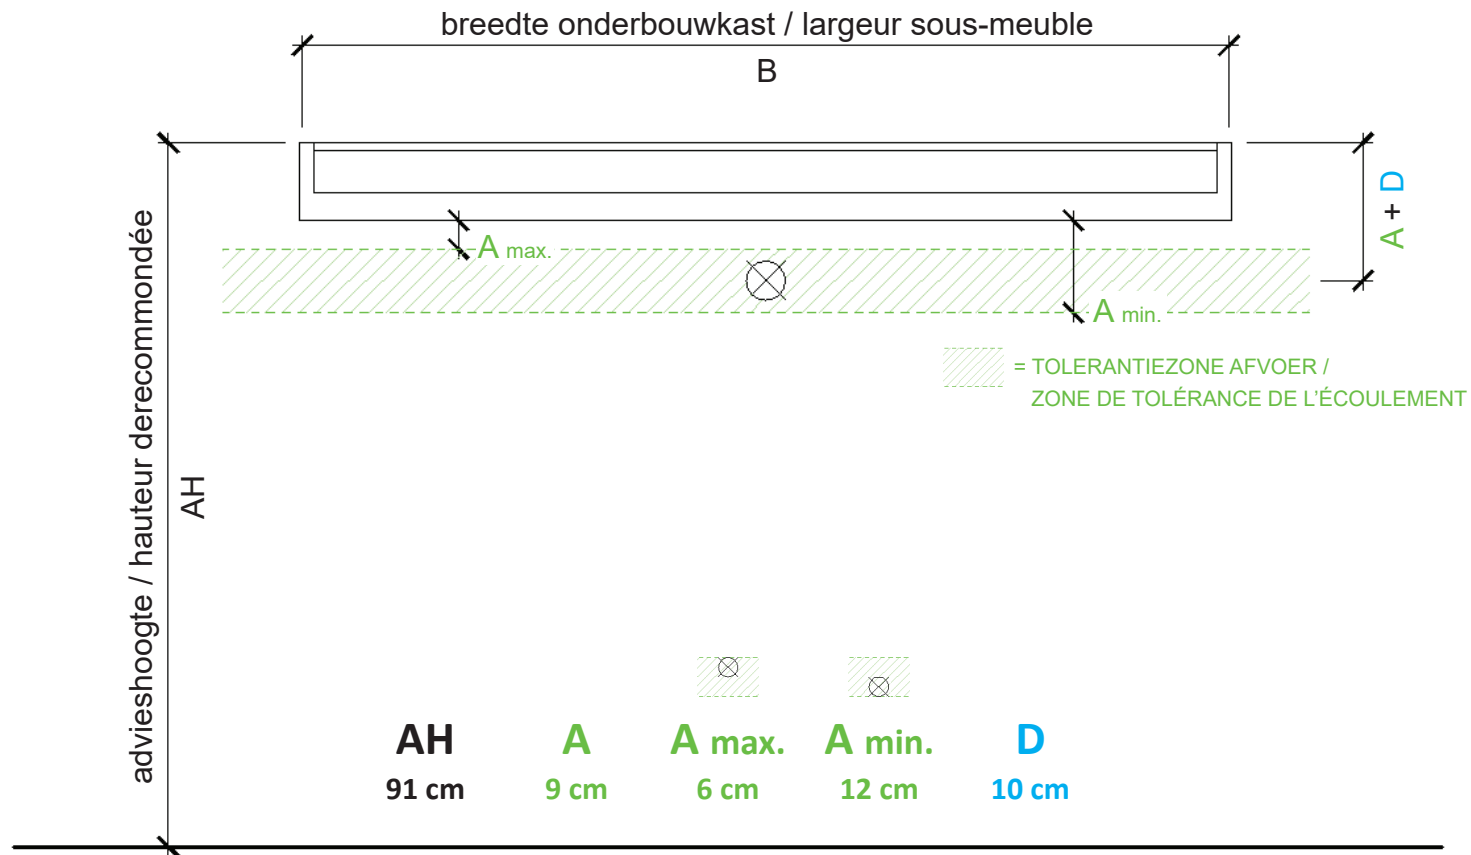 breedte onderbouwkast / largeur sous-meuble
B
A + D
A max.
A min.
= TOLERANTIEZONE AFVOER /
ZONE DE TOLÉRANCE DE L'ÉCOULEMENT
advieshoogte / hauteur derecommondée
AH
AH A A max. A min. D
91 cm 9 cm 6 cm 12 cm 10 cm